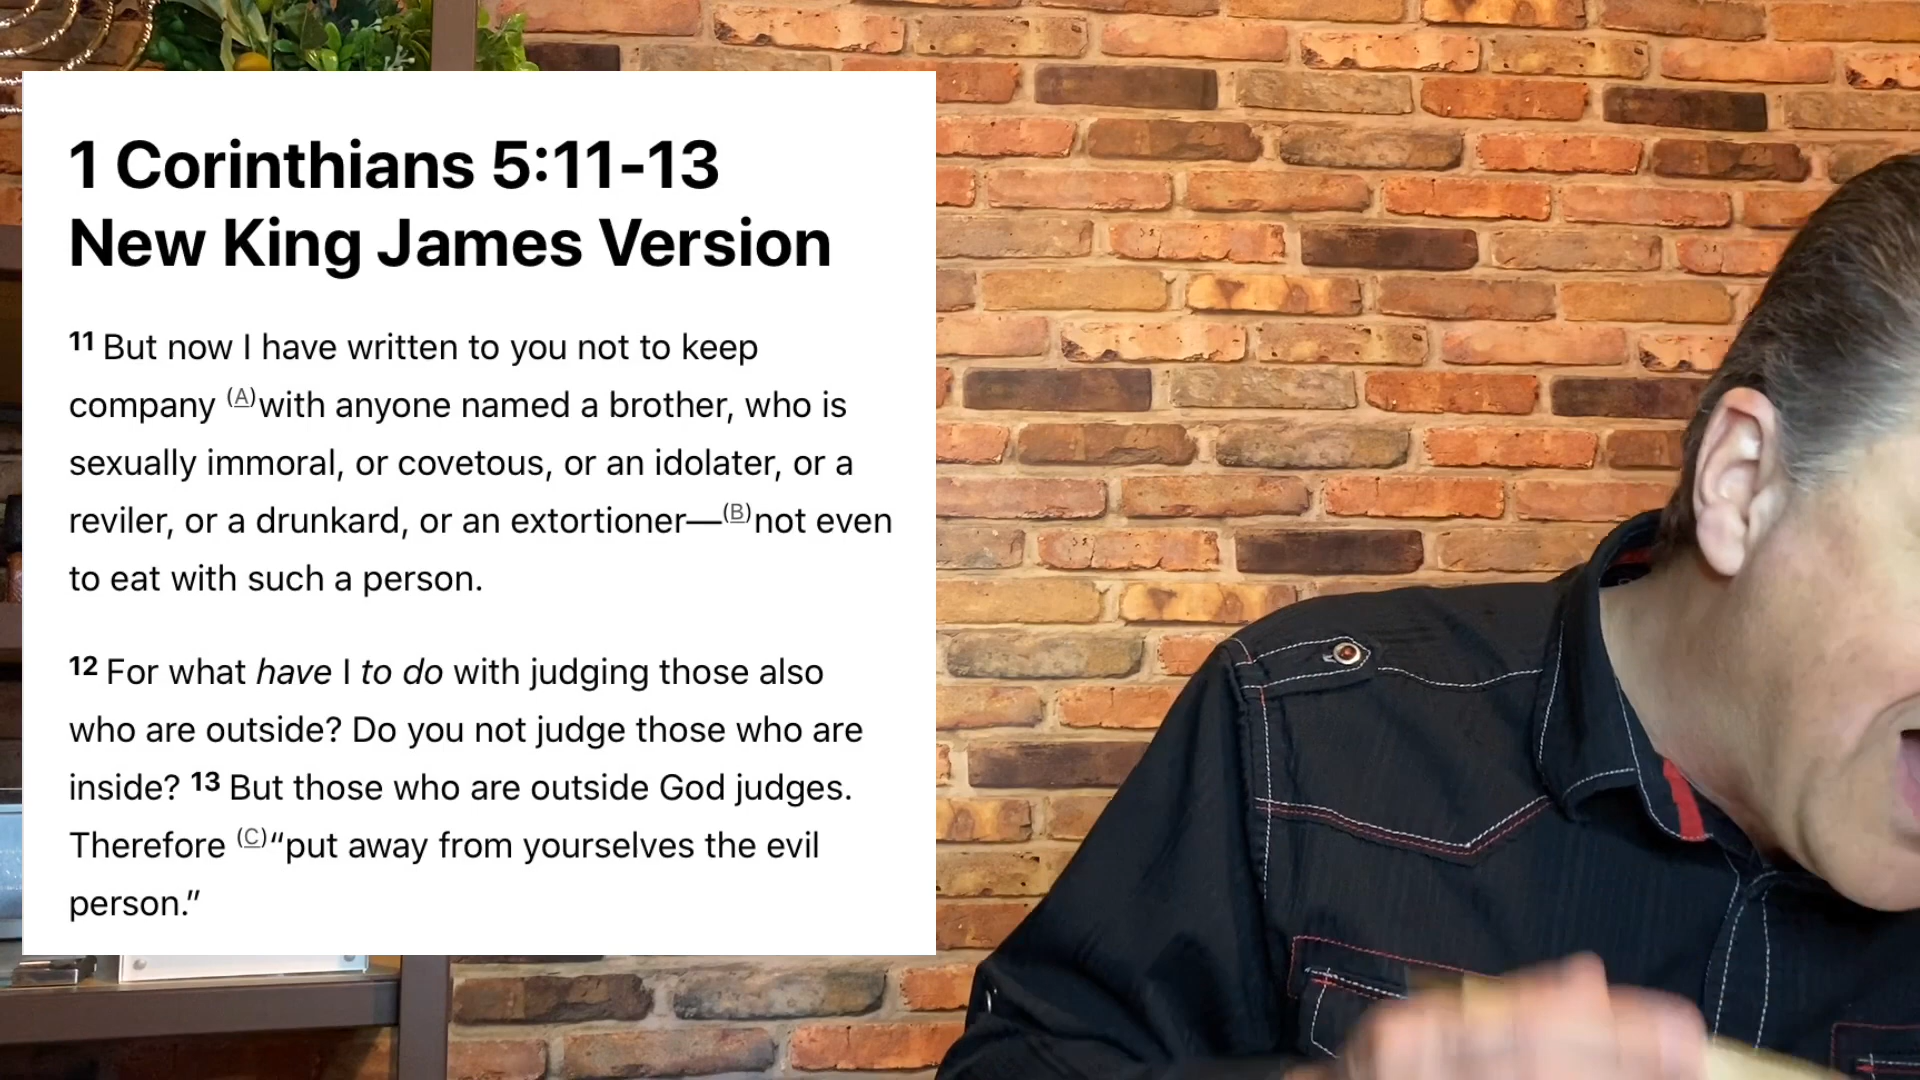 1 Corinthians 5:11-13
New King James Version
11 But now I have written to you not to keep
company (A)with anyone named a brother, who is
sexually immoral, or covetous, or an idolater, or a
reviler, or a drunkard, or an extortioner—(B)not even
to eat with such a person.
12 For what have I to do with judging those also
who are outside? Do you not judge those who are
inside? 13 But those who are outside God judges.
Therefore (C)“put away from yourselves the evil
person.”